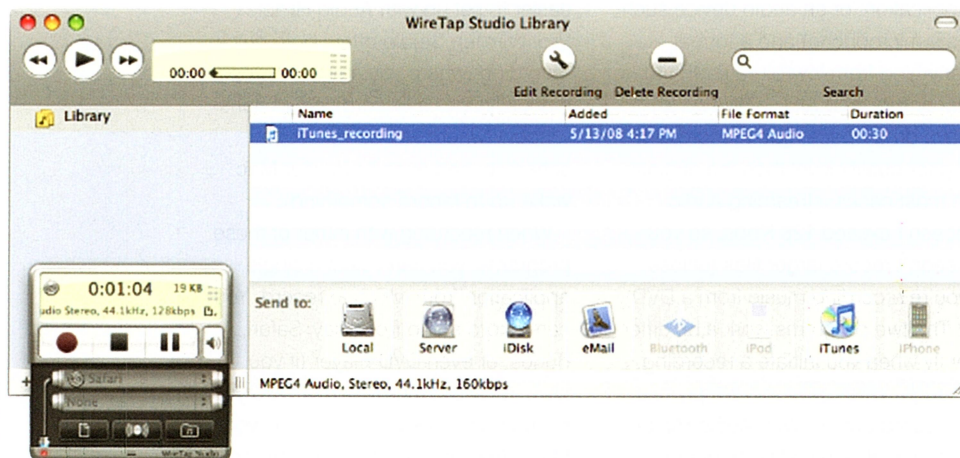 WireTap Studio Library
00:00 00:00
Edit Recording Delete Recording Search
Library
Name Added File Format Duration
iTunes_recording 5/13/08 4:17 PM MPEG4 Audio 00:30
0:01:04 19 KB
udio Stereo, 44.1kHz, 128kbps
Send to:
Local Server iDisk eMail Bluetooth iPod iTunes iPhone
Safari
None
MPEG4 Audio, Stereo, 44.1kHz, 160kbps
WireTap Studio